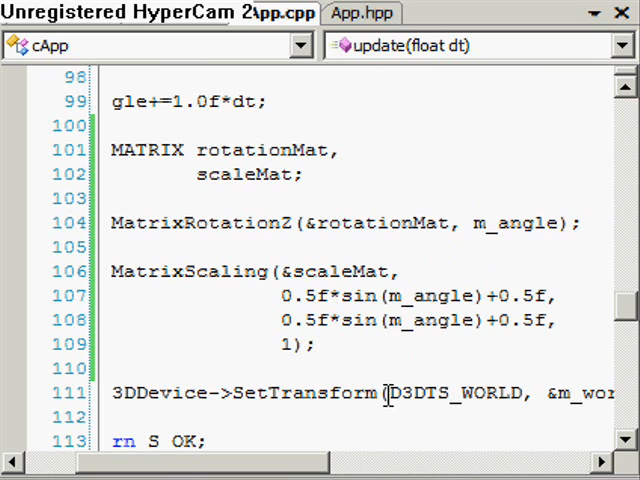 Unregistered HyperCam 2
App.cpp App.hpp
cApp update(float dt)
98
99 gle+=1.0f*dt;
100
101 MATRIX rotationMat,
102 scaleMat;
103
104 MatrixRotationZ(&rotationMat, m_angle);
105
106 MatrixScaling(&scaleMat,
107 0.5f*sin(m_angle)+0.5f,
108 0.5f*sin(m_angle)+0.5f,
109 1);
110
111 3DDevice->SetTransform(D3DTS_WORLD, &m_wor
112
113 rn S_OK;